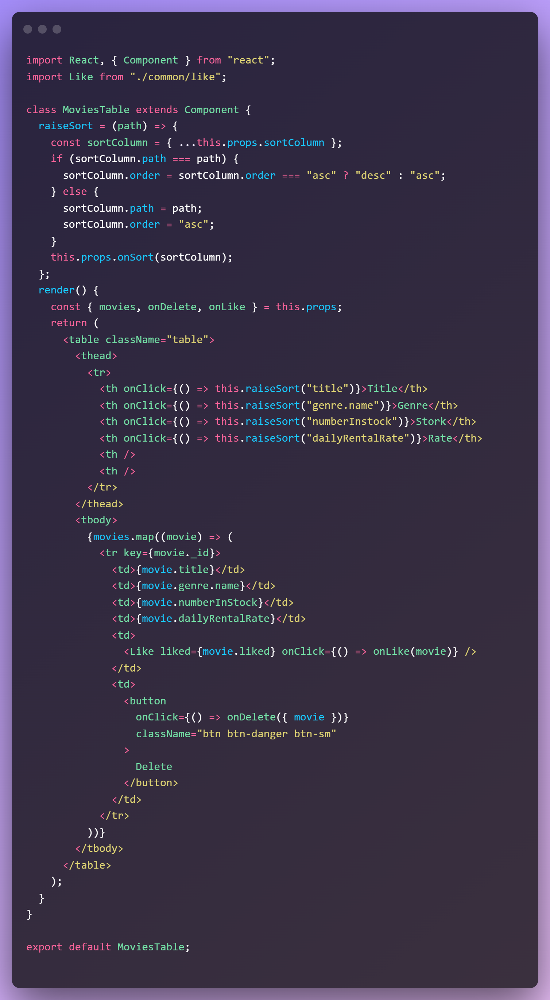 import React, { Component } from "react";
import Like from "./common/like";

class MoviesTable extends Component {
  raiseSort = (path) => {
    const sortColumn = { ...this.props.sortColumn };
    if (sortColumn.path === path) {
      sortColumn.order = sortColumn.order === "asc" ? "desc" : "asc";
    } else {
      sortColumn.path = path;
      sortColumn.order = "asc";
    }
    this.props.onSort(sortColumn);
  };
  render() {
    const { movies, onDelete, onLike } = this.props;
    return (
      <table className="table">
        <thead>
          <tr>
            <th onClick={() => this.raiseSort("title")}>Title</th>
            <th onClick={() => this.raiseSort("genre.name")}>Genre</th>
            <th onClick={() => this.raiseSort("numberInstock")}>Stork</th>
            <th onClick={() => this.raiseSort("dailyRentalRate")}>Rate</th>
            <th />
            <th />
          </tr>
        </thead>
        <tbody>
          {movies.map((movie) => (
            <tr key={movie._id}>
              <td>{movie.title}</td>
              <td>{movie.genre.name}</td>
              <td>{movie.numberInStock}</td>
              <td>{movie.dailyRentalRate}</td>
              <td>
                <Like liked={movie.liked} onClick={() => onLike(movie)} />
              </td>
              <td>
                <button
                  onClick={() => onDelete({ movie })}
                  className="btn btn-danger btn-sm"
                >
                  Delete
                </button>
              </td>
            </tr>
          ))}
        </tbody>
      </table>
    );
  }
}

export default MoviesTable;